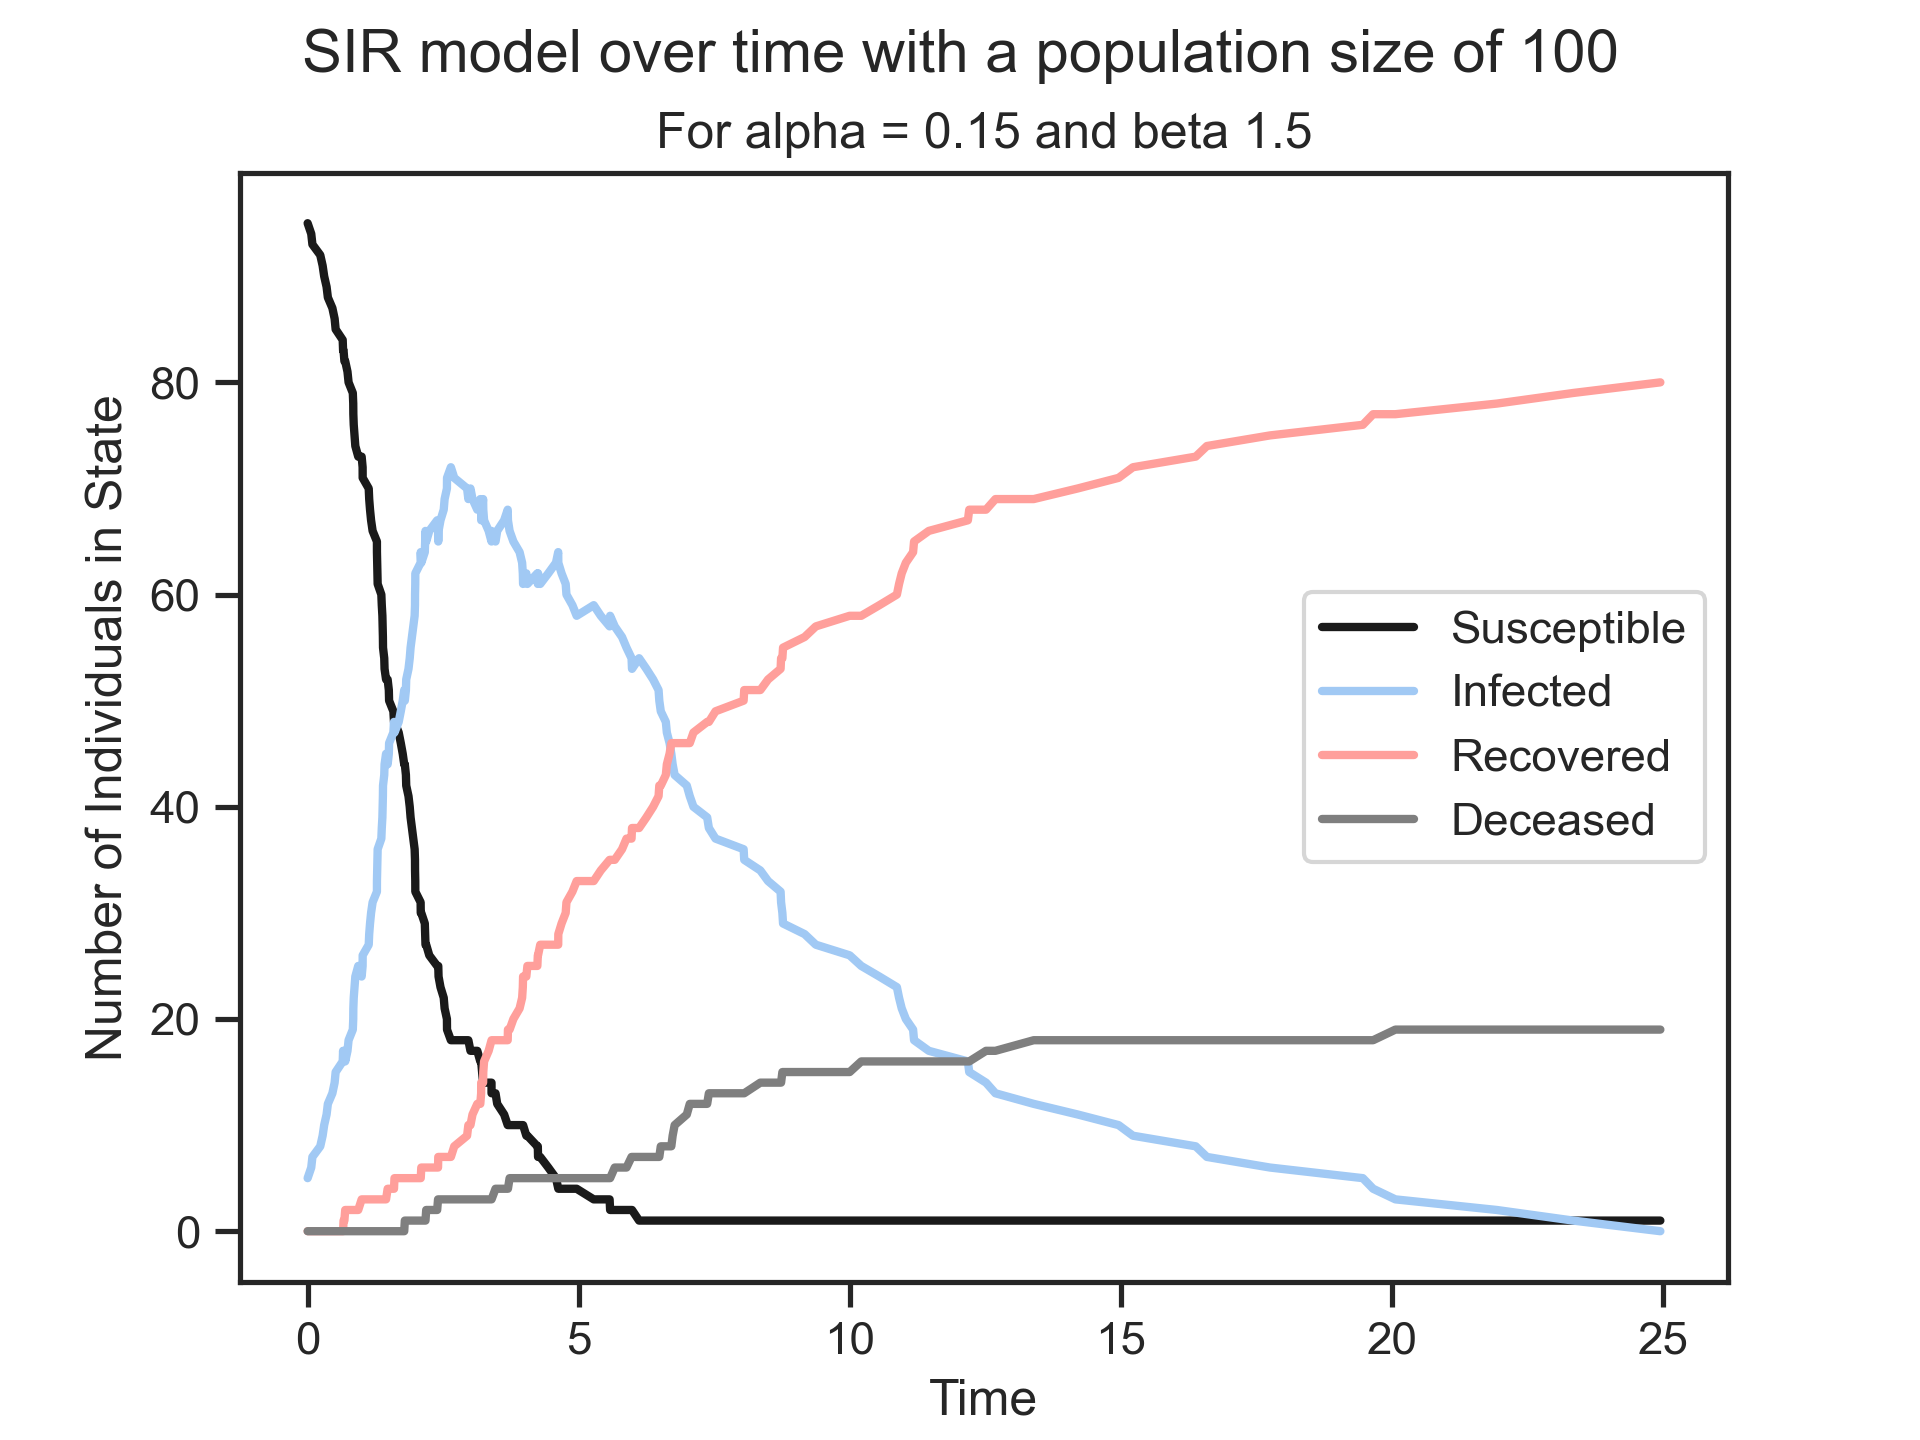 SIR model over time with a population size of 100
For alpha = 0.15 and beta 1.5
Number of Individuals in State
80
60
40
20
0
Susceptible
Infected
Recovered
Deceased
0 5 10 15 20 25
Time